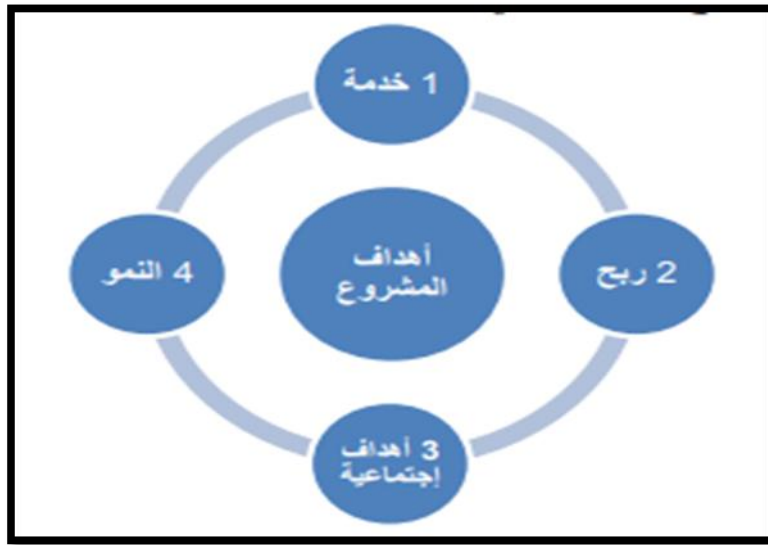 1 خدمة
أهداف
المشروع
2 ربح
3 أهداف
إجتماعية
4 النمو